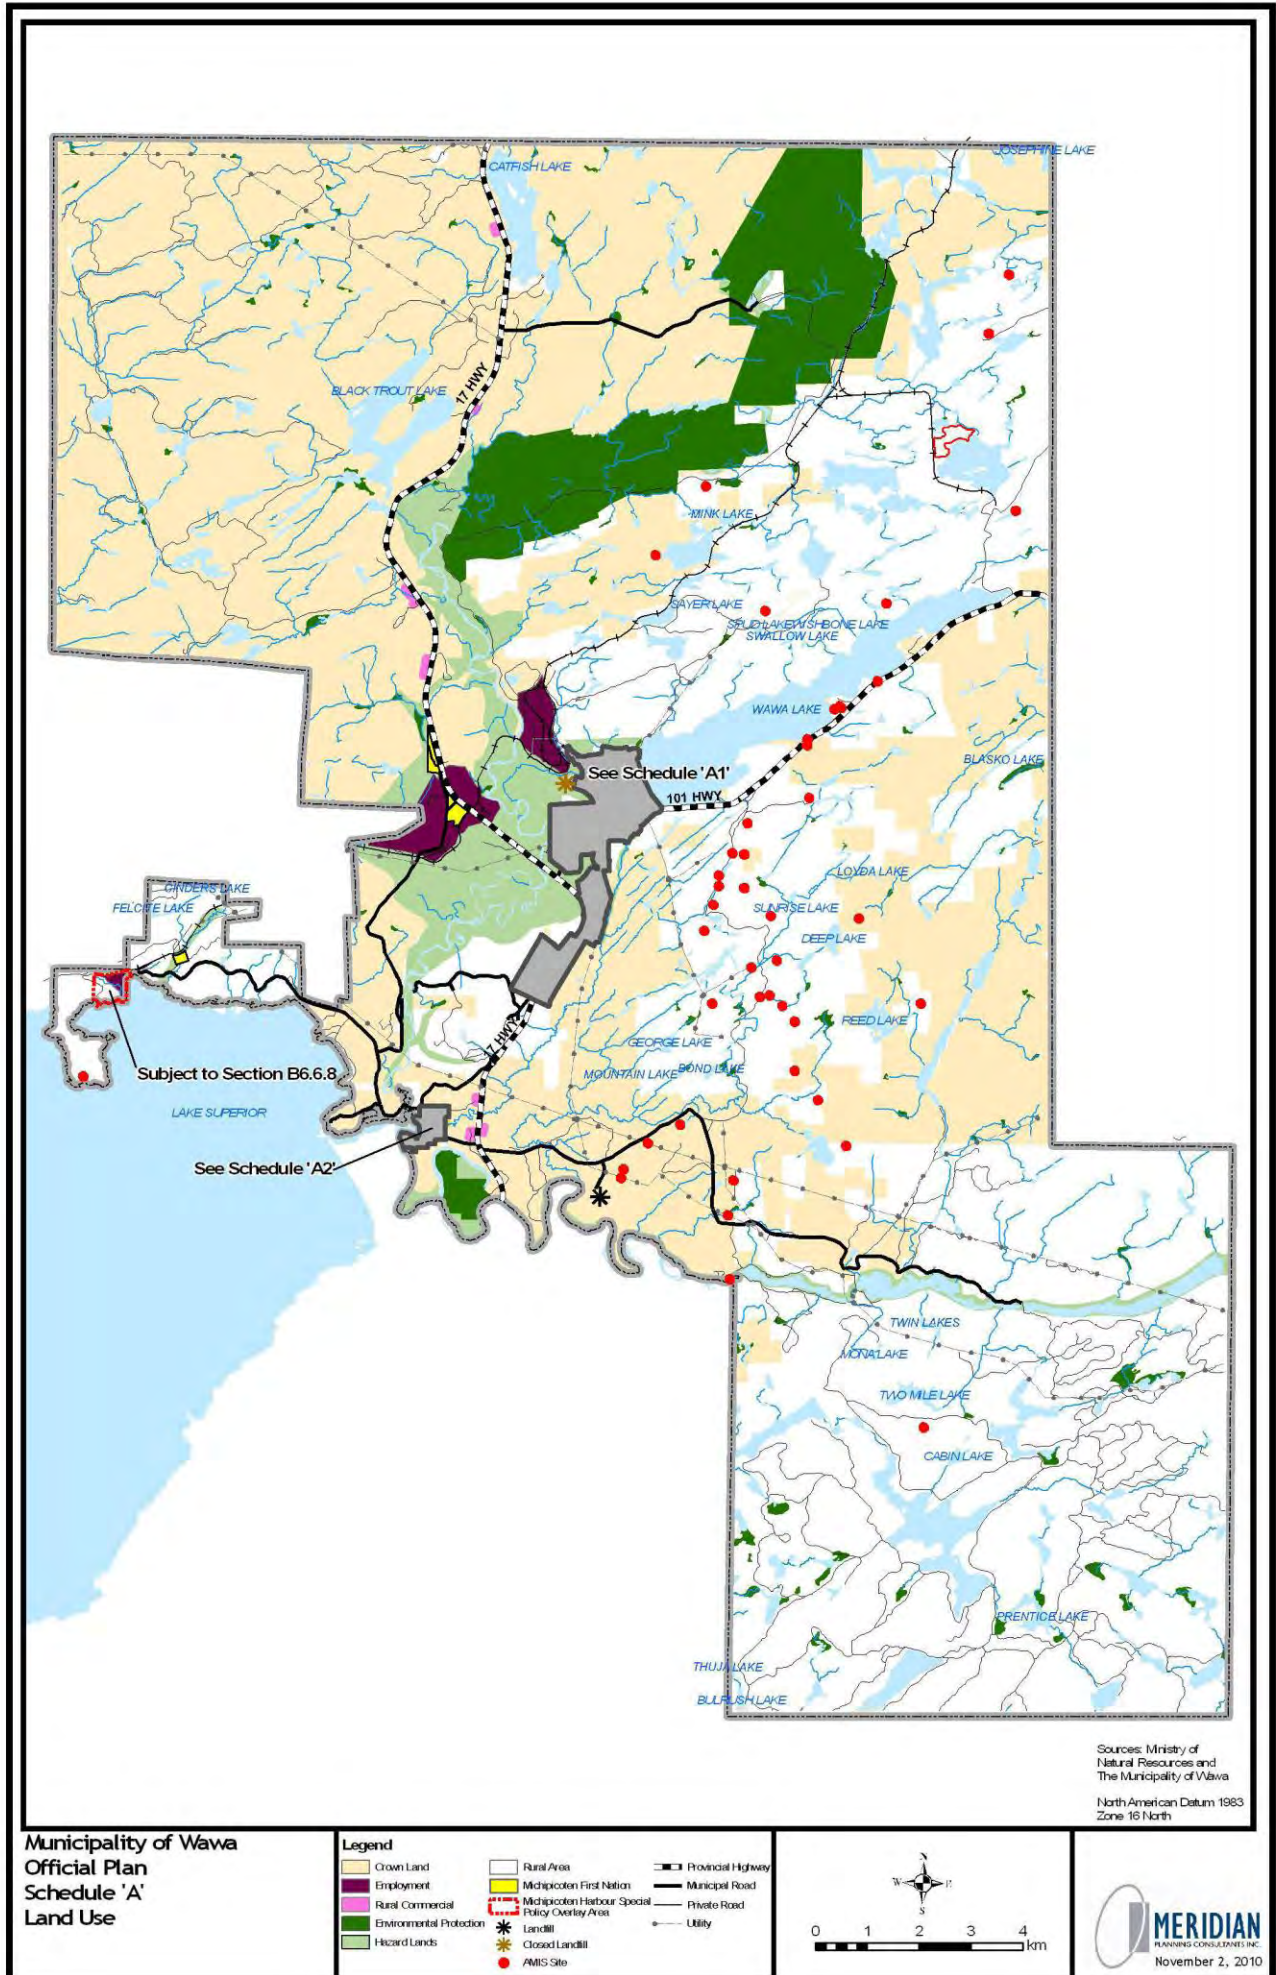 JOSEPHINE LAKE
CATFISH LAKE
BLACK TROUT LAKE
17 HWY
MINK LAKE
SAYER LAKE
SPUD LAKE WISHBONE LAKE
SWALLOW LAKE
WAWA LAKE
BLASKO LAKE
See Schedule 'A1'
101 HWY
CINDERS LAKE
FELCITE LAKE
LOYDA LAKE
SUNRISE LAKE
DEEP LAKE
REED LAKE
17 HWY
GEORGE LAKE
MOUNTAIN LAKE
BOND LAKE
Subject to Section B6.6.8
LAKE SUPERIOR
See Schedule 'A2'
TWIN LAKES
MONA LAKE
TWO MILE LAKE
CABIN LAKE
PRENTICE LAKE
THUJA LAKE
BULRUSH LAKE
Sources: Ministry of
Natural Resources and
The Municipality of Wawa
North American Datum 1983
Zone 16 North
Municipality of Wawa
Official Plan
Schedule 'A'
Land Use
Legend
Crown Land
Employment
Rural Commercial
Environmental Protection
Hazard Lands
Rural Area
Michipicoten First Nation
Michipicoten Harbour Special
Policy Overlay Area
Landfill
Closed Landfill
AMIS Site
Provincial Highway
Municipal Road
Private Road
Utility
N
W
E
S
0 1 2 3 4
km
MERIDIAN
PLANNING CONSULTANTS INC.
November 2, 2010